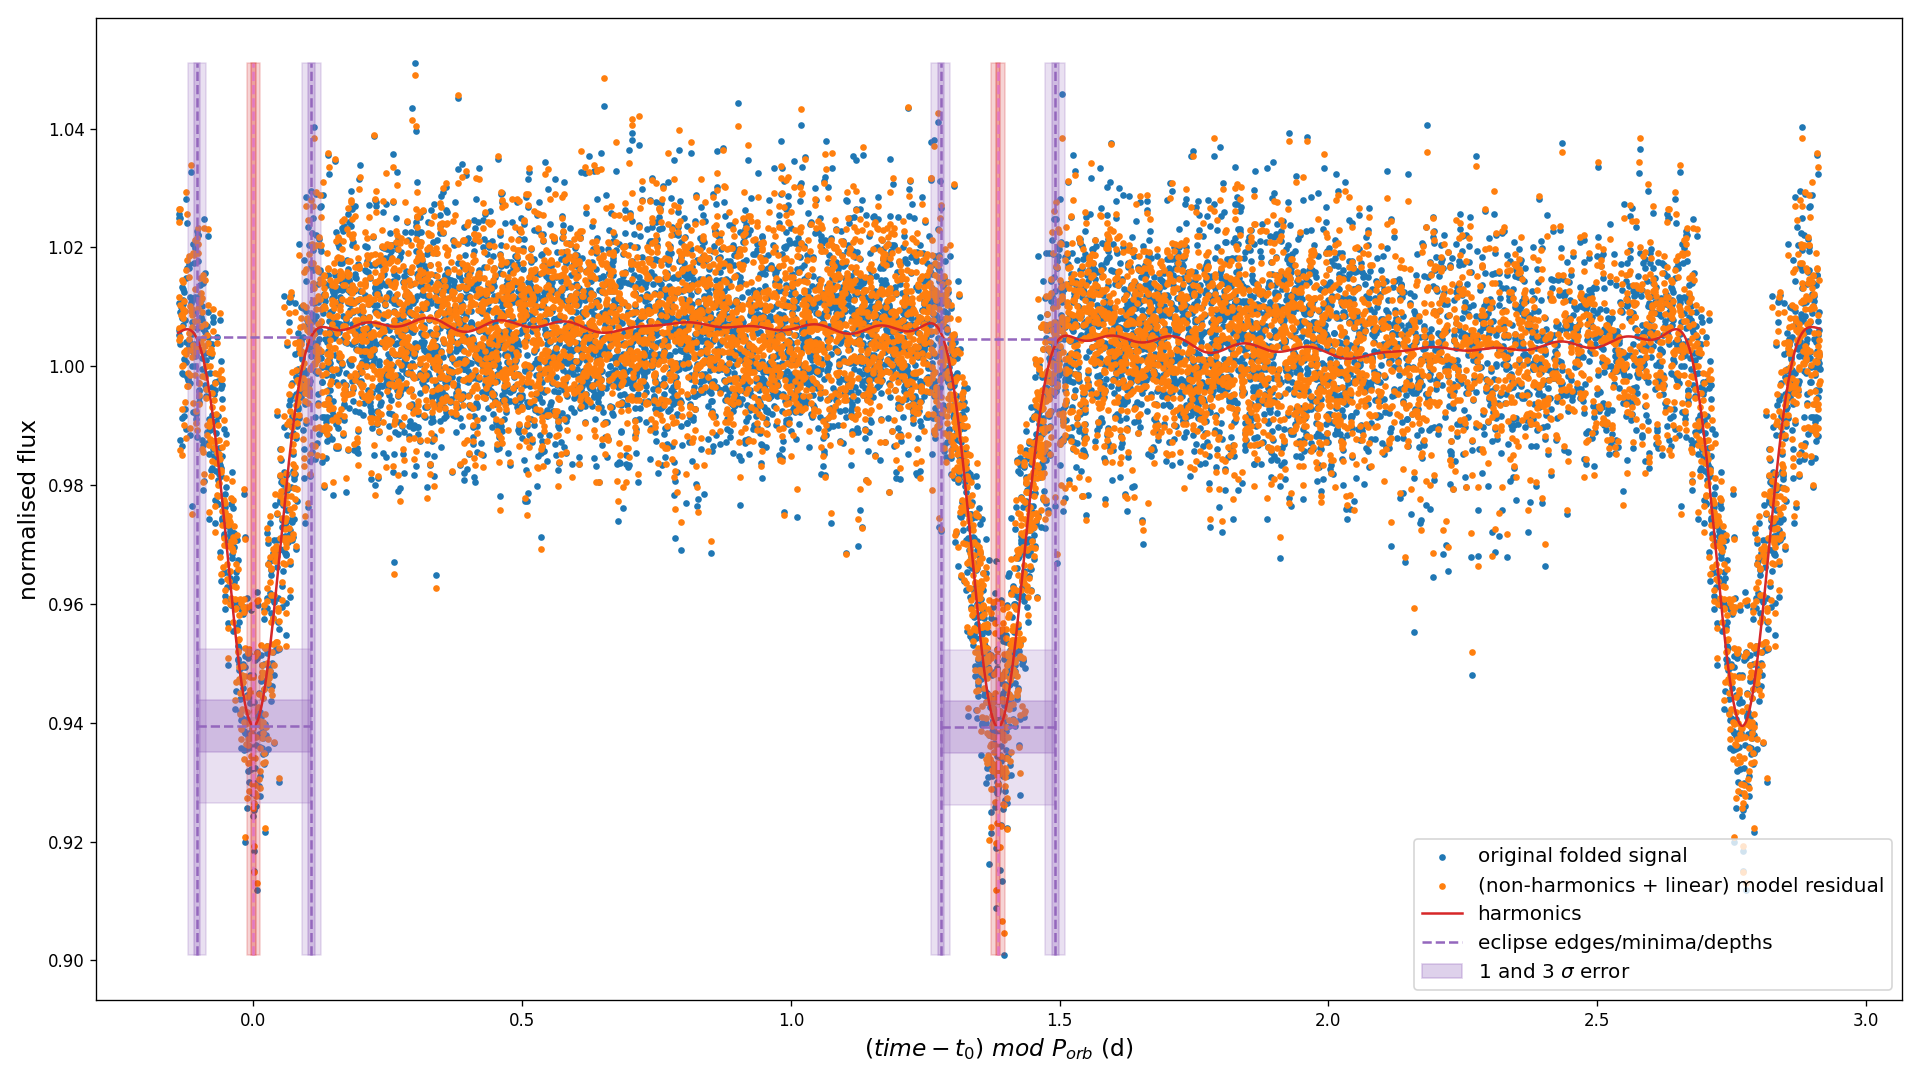 normalised flux
1.04
1.02
1.00
0.98
0.96
0.94
0.92
0.90
0.0 0.5 1.0 1.5 2.0 2.5 3.0
(time − t₀) mod Pₒᵣb (d)
original folded signal
(non-harmonics + linear) model residual
harmonics
eclipse edges/minima/depths
1 and 3 σ error